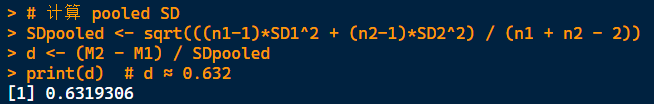 > # 计算 pooled SD
> SDpooled <- sqrt(((n1-1)*SD1^2 + (n2-1)*SD2^2) / (n1 + n2 - 2))
> d <- (M2 - M1) / SDpooled
> print(d)  # d ≈ 0.632
[1] 0.6319306